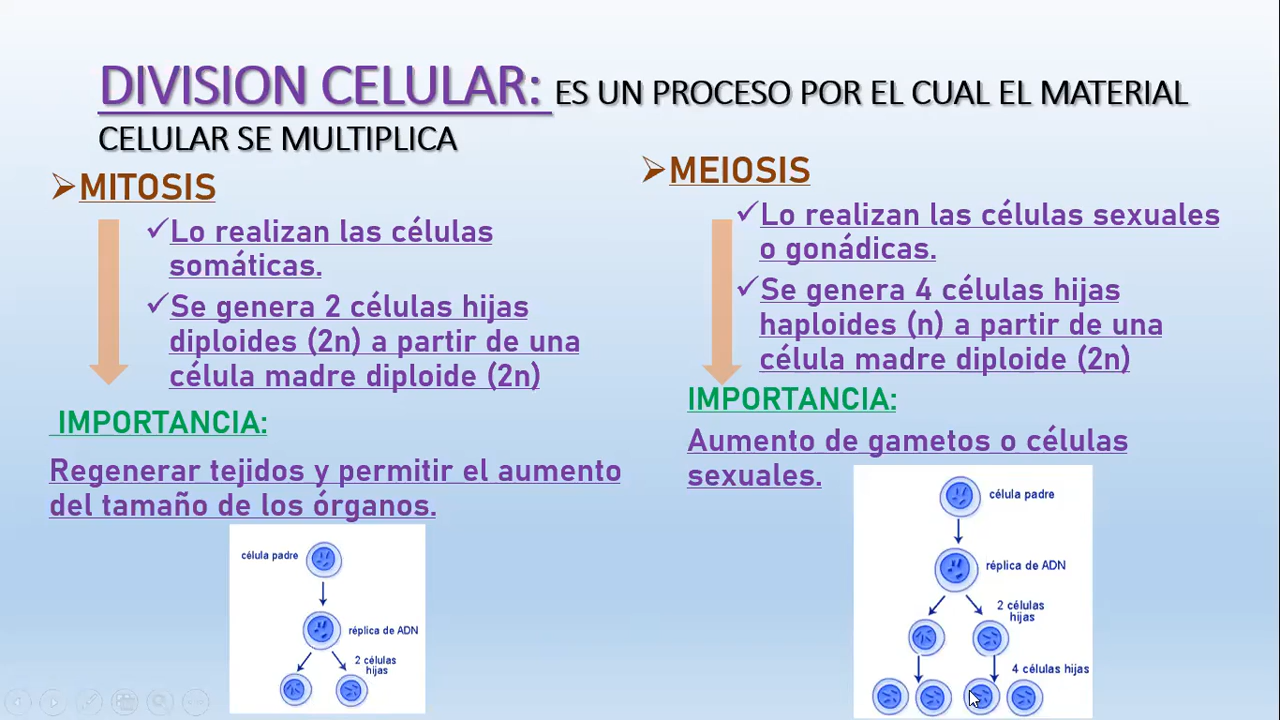 DIVISION CELULAR: ES UN PROCESO POR EL CUAL EL MATERIAL
CELULAR SE MULTIPLICA
MITOSIS
Lo realizan las células
somáticas.
Se genera 2 células hijas
diploides (2n) a partir de una
célula madre diploide (2n)
IMPORTANCIA:
Regenerar tejidos y permitir el aumento
del tamaño de los órganos.
célula padre
réplica de ADN
2 células
hijas
MEIOSIS
Lo realizan las células sexuales
o gonádicas.
Se genera 4 células hijas
haploides (n) a partir de una
célula madre diploide (2n)
IMPORTANCIA:
Aumento de gametos o células
sexuales.
célula padre
réplica de ADN
2 células
hijas
4 células hijas